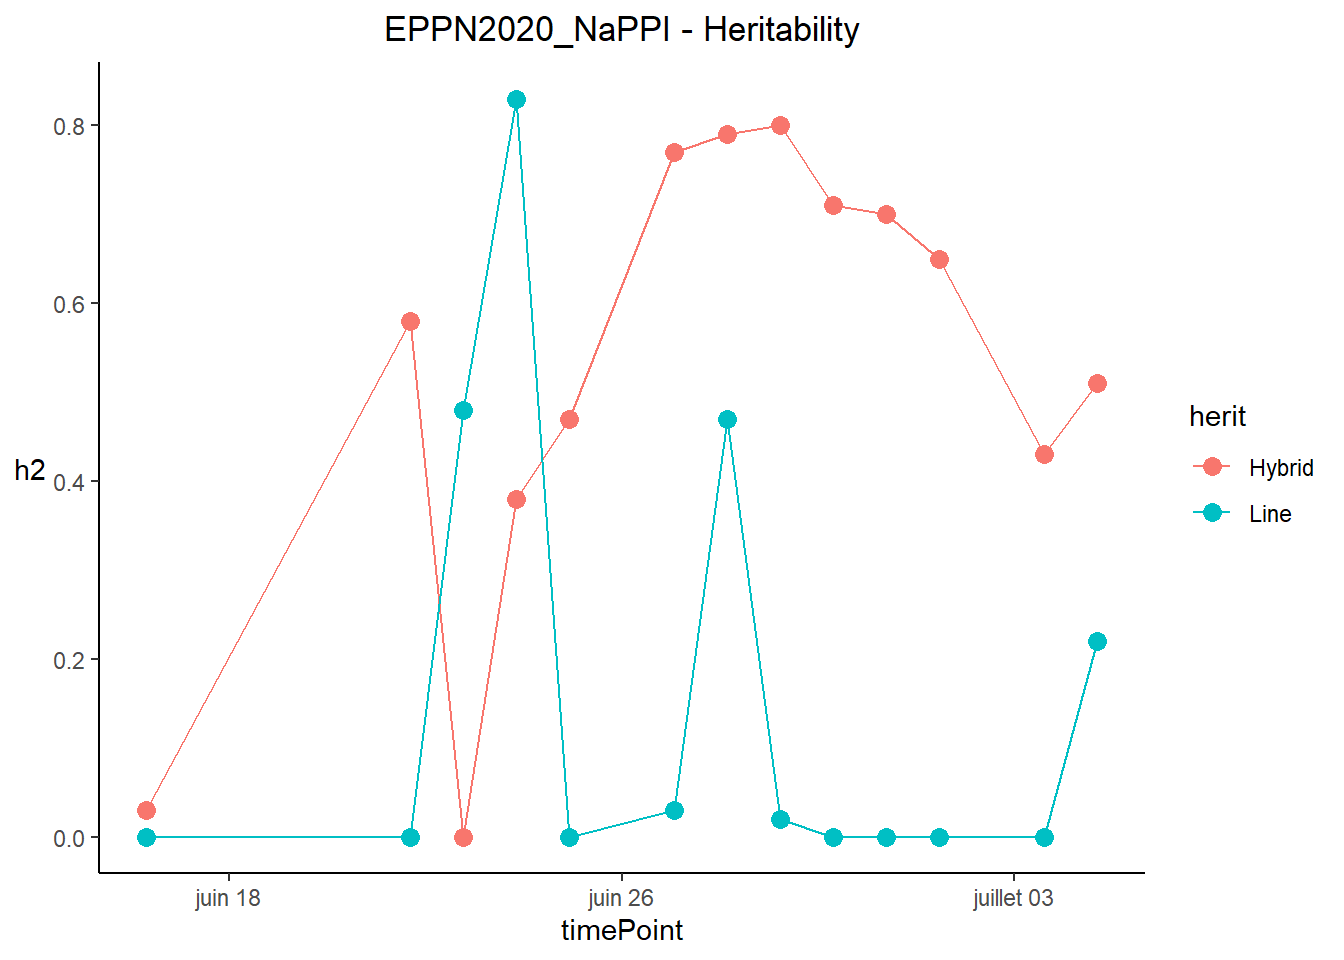 EPPN2020_NaPPI - Heritability
h2
0.8
0.6
0.4
0.2
0.0
juin 18
juin 26
juillet 03
timePoint
herit
Hybrid
Line